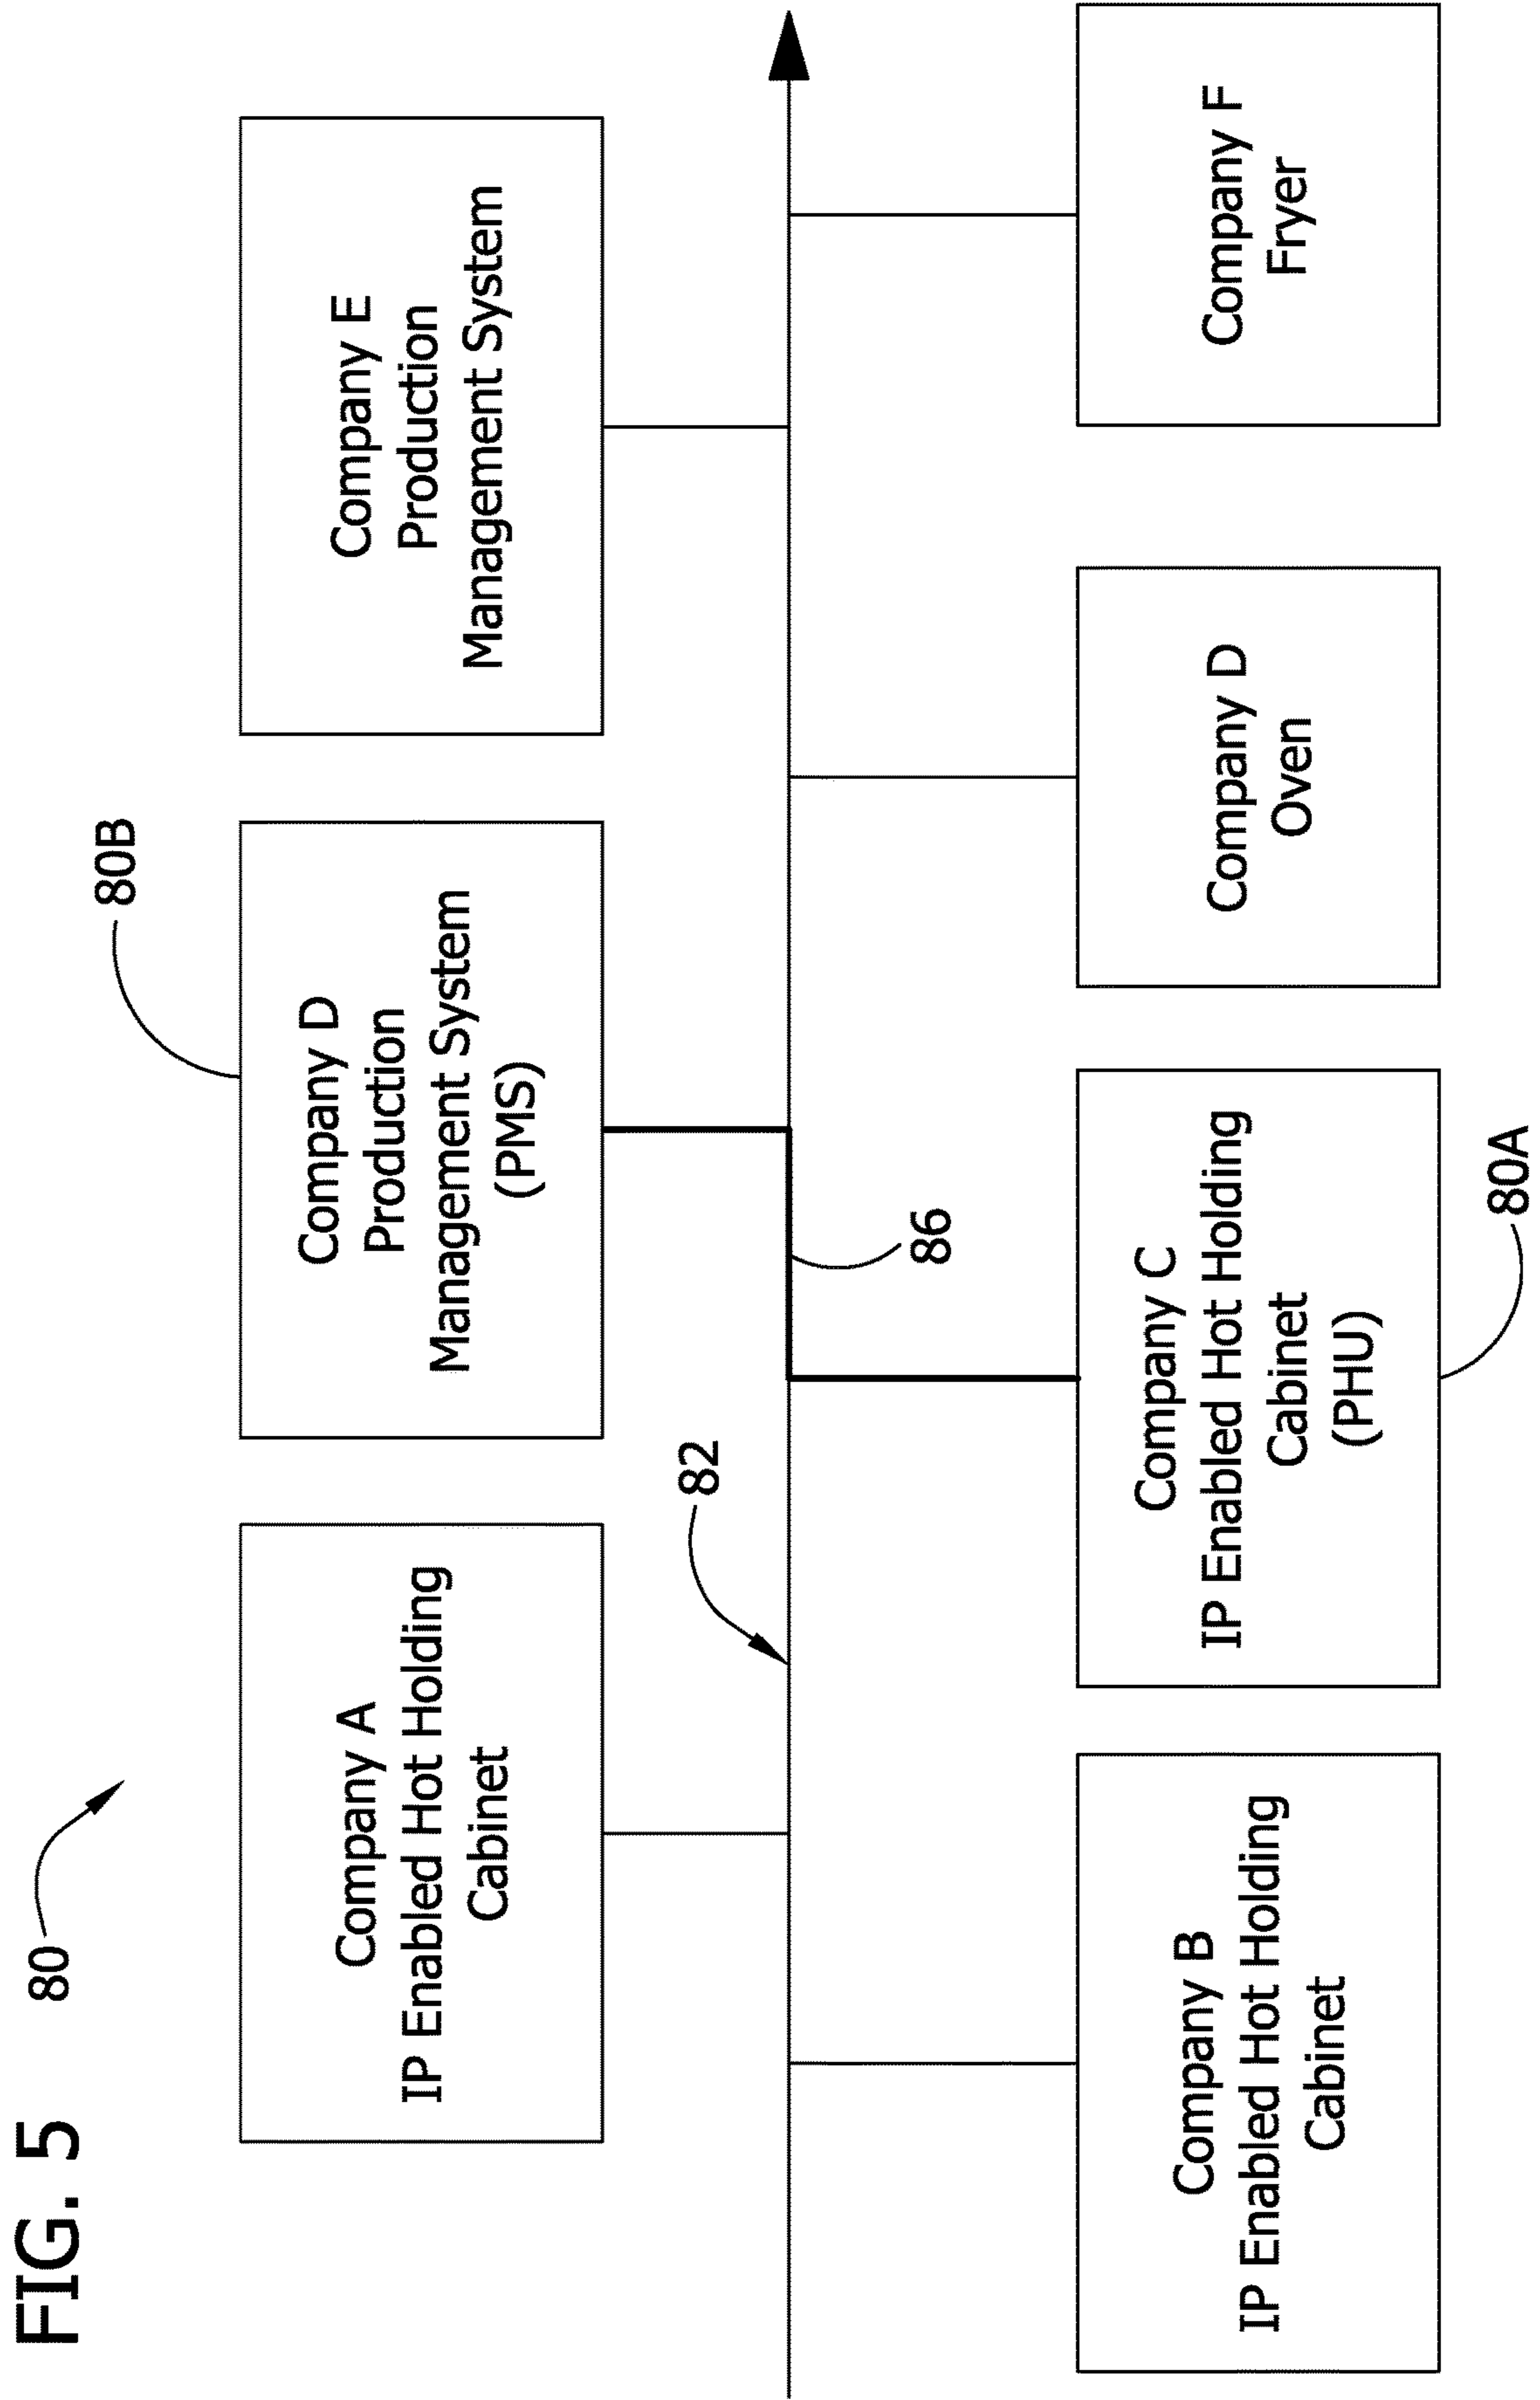 FIG. 5
80
80B
Company A
IP Enabled Hot Holding
Cabinet
Company D
Production
Management System
(PMS)
Company E
Production
Management System
82
86
Company B
IP Enabled Hot Holding
Cabinet
Company C
IP Enabled Hot Holding
Cabinet
(PHU)
Company D
Oven
Company F
Fryer
80A